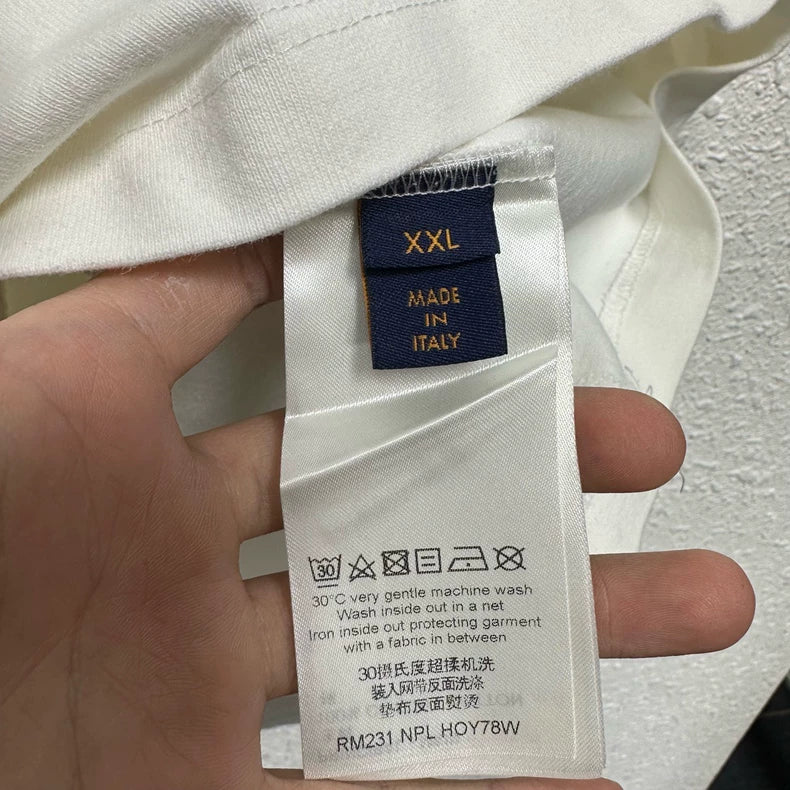 XXL
MADE
IN
ITALY
30
30°C very gentle machine wash
Wash inside out in a net
Iron inside out protecting garment
with a fabric in between
30摄氏度超揉机洗
装入网带反面洗涤
垫布反面熨烫
RM231 NPL HOY78W